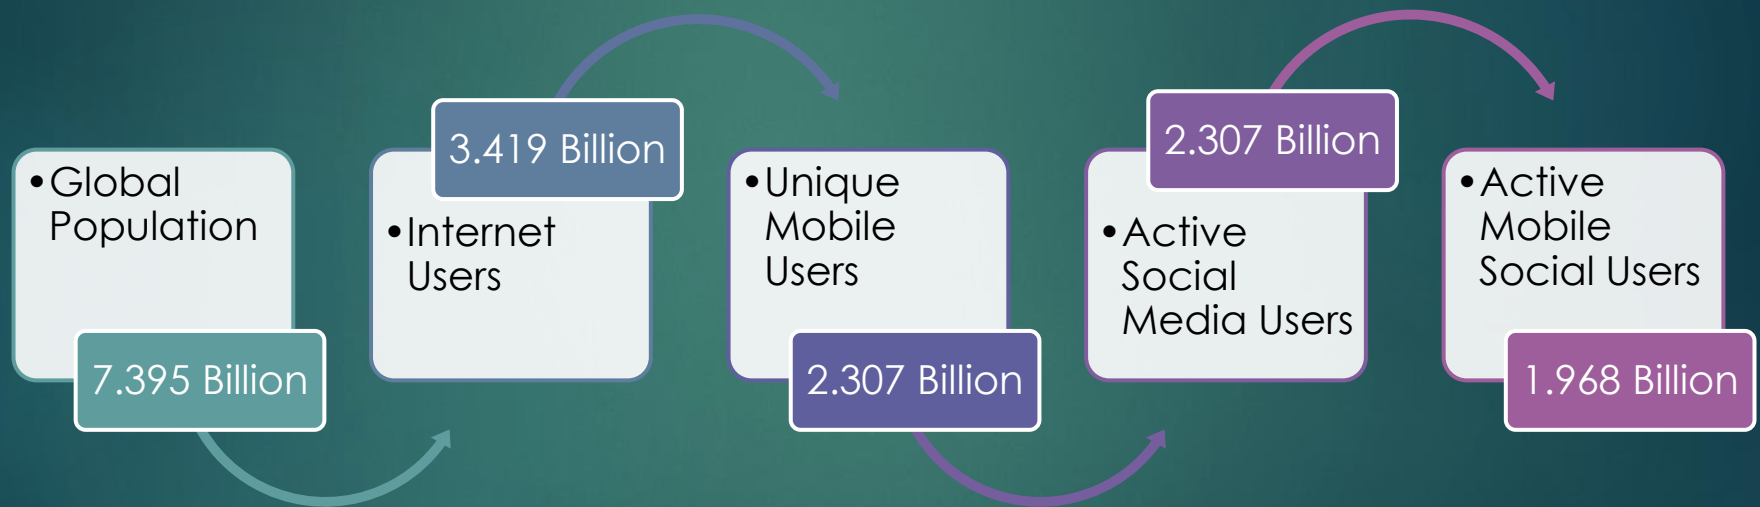 •Global
Population
7.395 Billion
3.419 Billion
•Internet
Users
•Unique
Mobile
Users
2.307 Billion
2.307 Billion
•Active
Social
Media Users
•Active
Mobile
Social Users
1.968 Billion